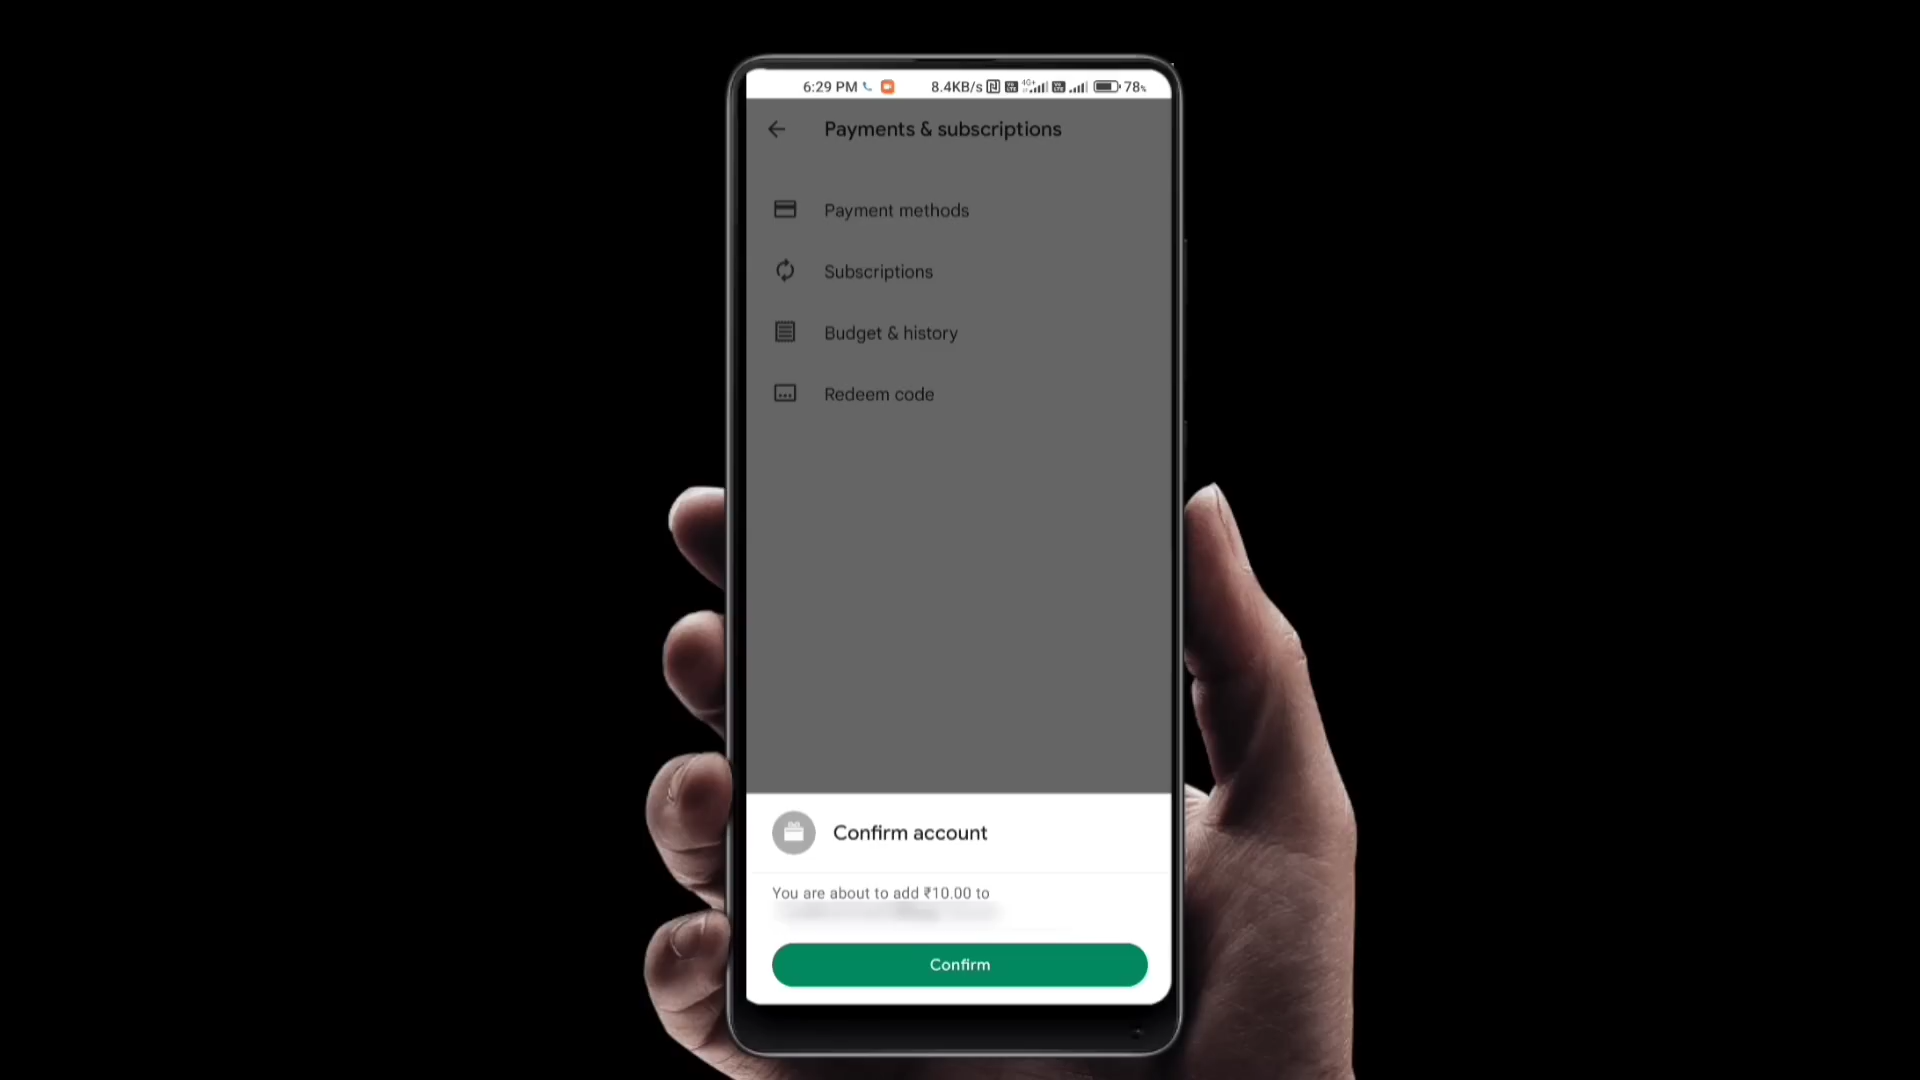 6:29 PM 8.4KB/s 4G+ 78%
Payments & subscriptions
Payment methods
Subscriptions
Budget & history
Redeem code
Confirm account
You are about to add ₹10.00 to
Confirm